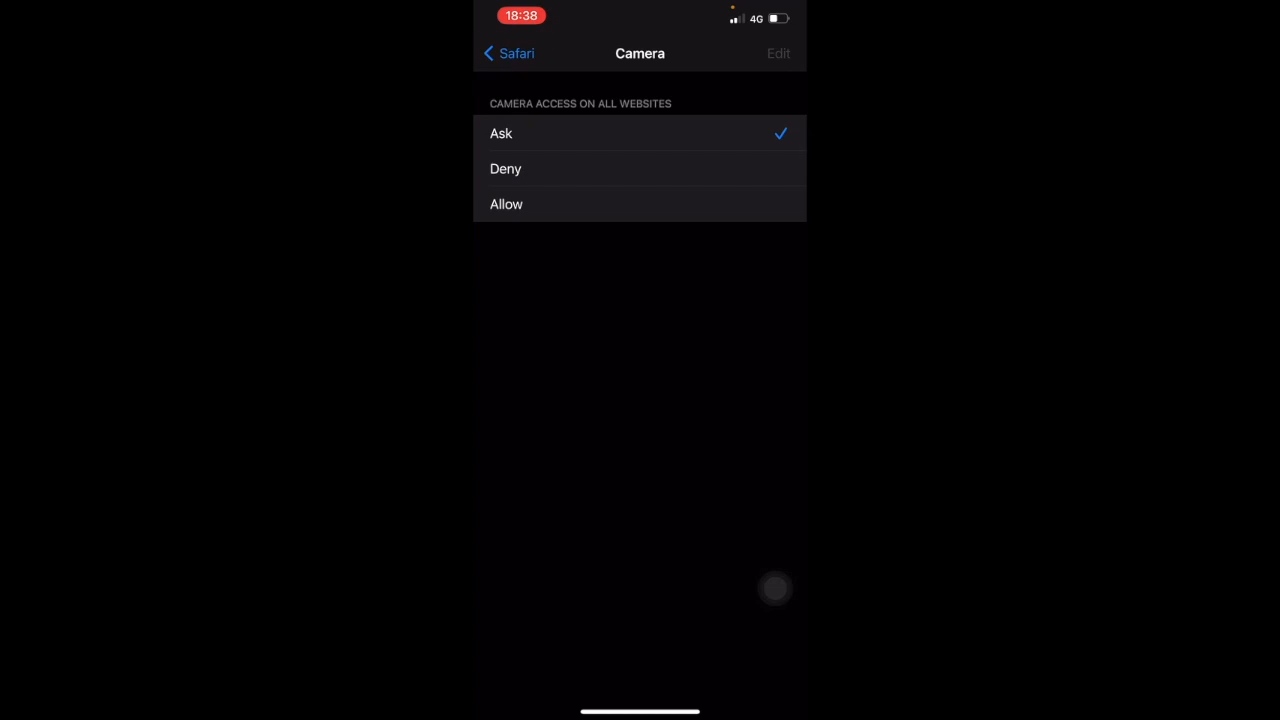 18:38
4G
Safari
Camera
Edit
CAMERA ACCESS ON ALL WEBSITES
Ask
Deny
Allow